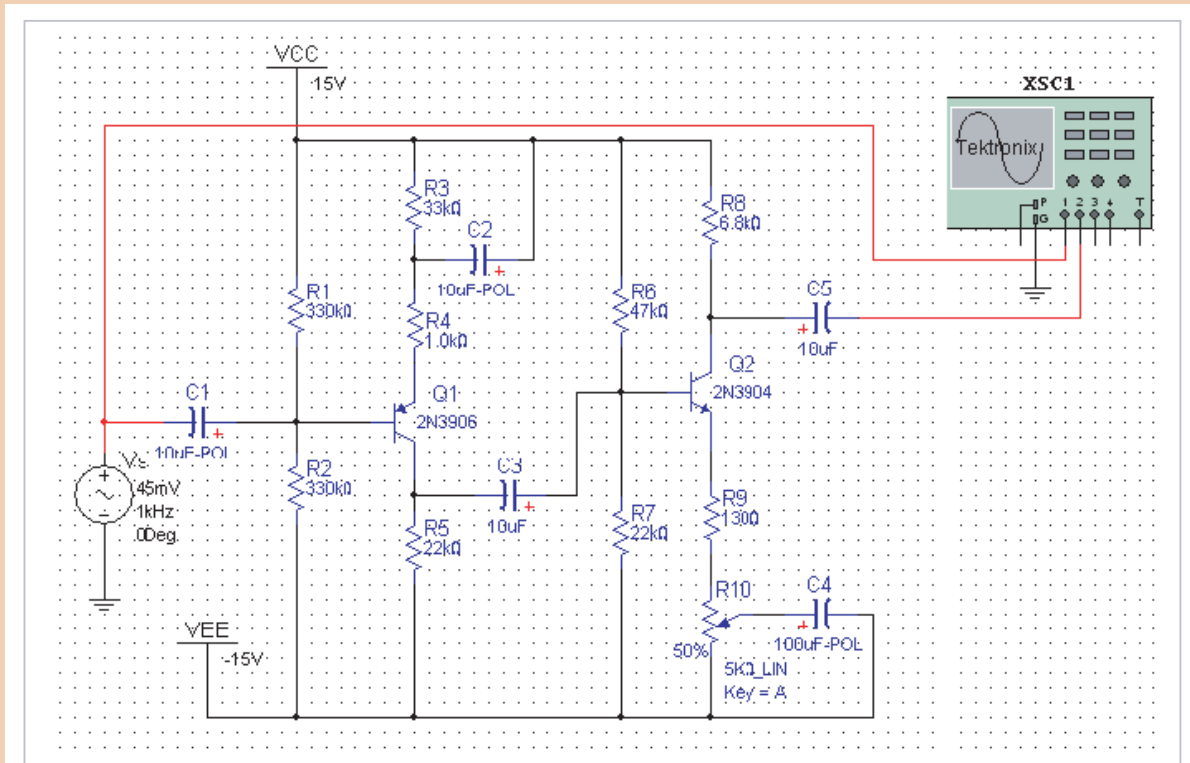 VCC
15V
XSC1
Tektronix
P
G
1 2 3 4
T
R3
33kΩ
C2
10uF-POL
R8
6.8kΩ
R1
330kΩ
R4
1.0kΩ
R6
47kΩ
C5
10uF
Q1
2N3906
Q2
2N3904
C1
10uF-POL
Vs
45mV
1kHz
0Deg
R2
330kΩ
C3
10uF
R5
22kΩ
R7
22kΩ
R9
130Ω
R10
50%
5KΩ_LIN
Key = A
C4
100uF-POL
VEE
-15V